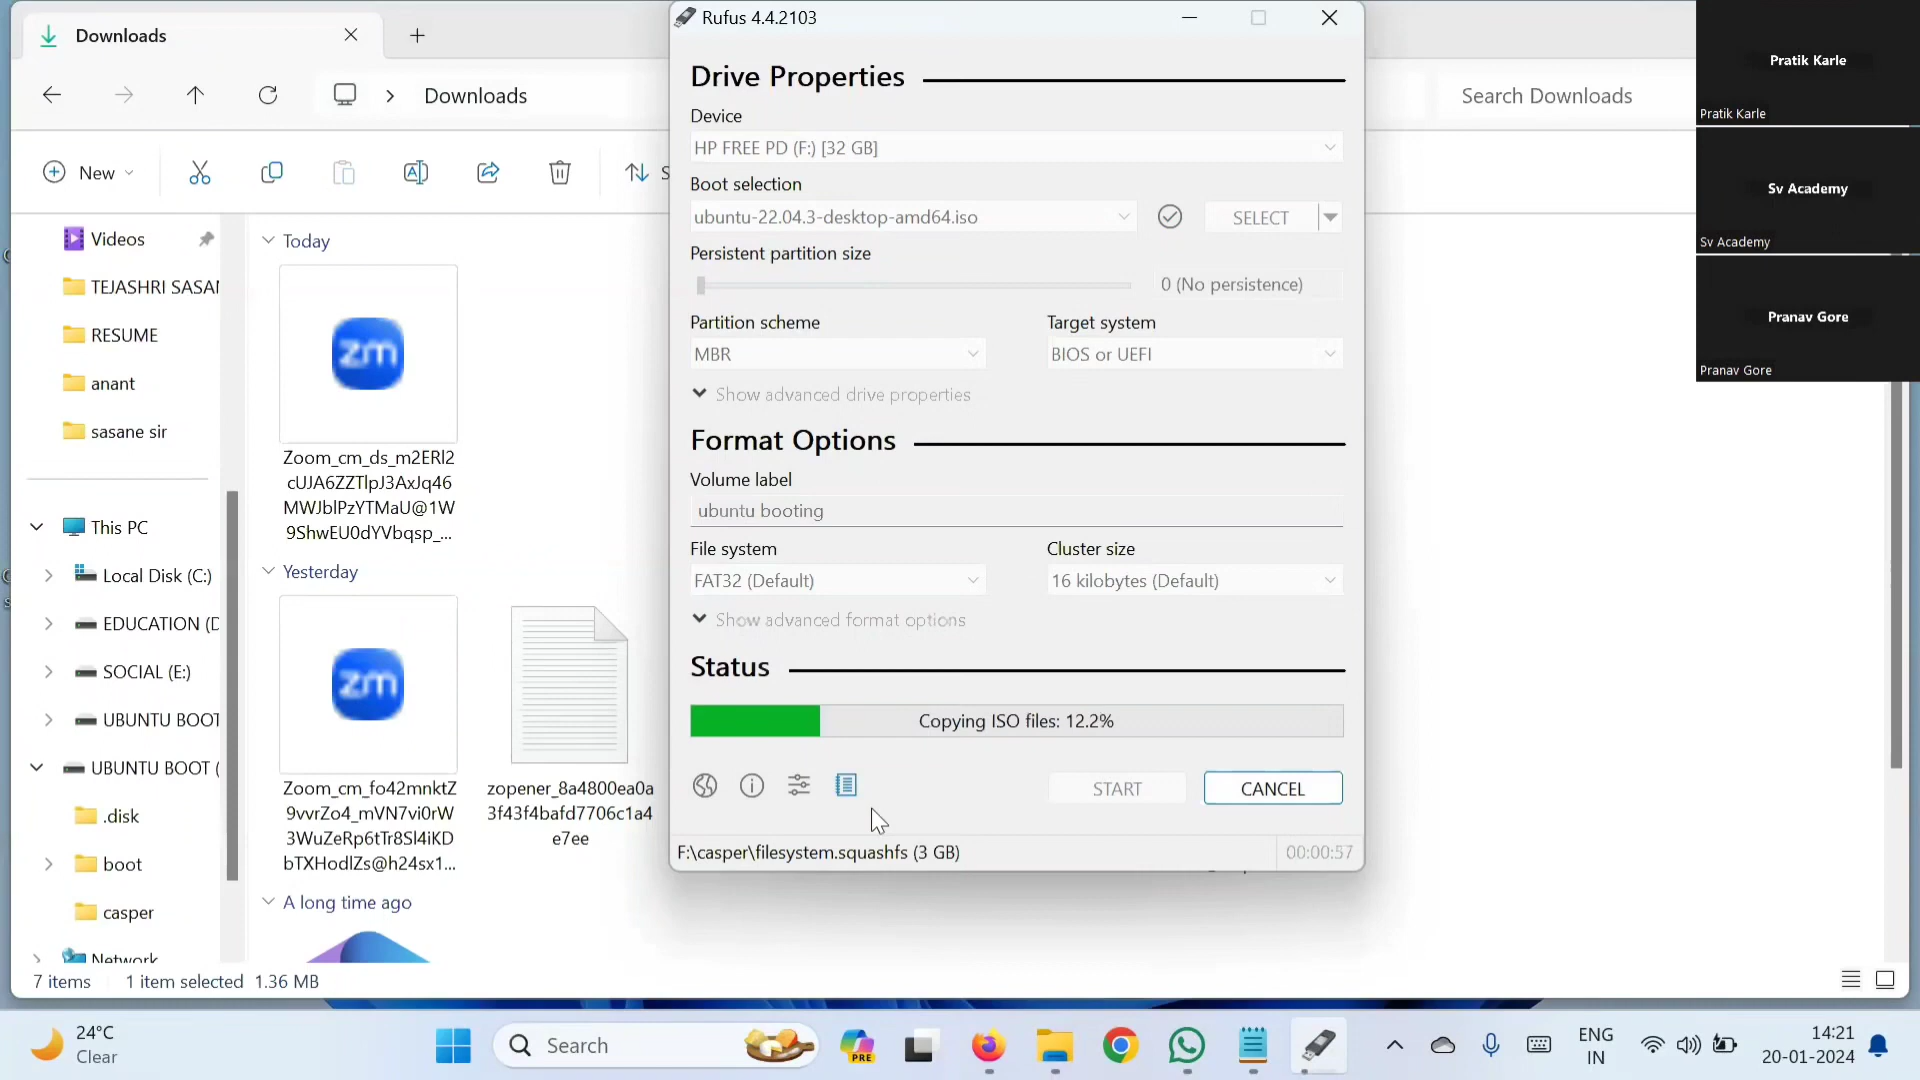 Downloads
Downloads
Search Downloads
New
S
Videos
TEJASHRI SASAN
RESUME
anant
sasane sir
This PC
Local Disk (C:)
EDUCATION (D
SOCIAL (E:)
UBUNTU BOOT
UBUNTU BOOT (
.disk
boot
casper
Network
Today
zm
Zoom_cm_ds_m2ERl2
cUJA6ZZTlpJ3AxJq46
MWJblPzYTMaU@1W
9ShwEU0dYVbqsp_...
Yesterday
zm
Zoom_cm_fo42mnktZ
9vvrZo4_mVN7vi0rW
3WuZeRp6tTr8Sl4iKD
bTXHodlZs@h24sx1...
zopener_8a4800ea0a
3f43f4bafd7706c1a4
e7ee
A long time ago
7 items 1 item selected 1.36 MB
Rufus 4.4.2103
Drive Properties
Device
HP FREE PD (F:) [32 GB]
Boot selection
ubuntu-22.04.3-desktop-amd64.iso
SELECT
Persistent partition size
0 (No persistence)
Partition scheme
Target system
MBR
BIOS or UEFI
Show advanced drive properties
Format Options
Volume label
ubuntu booting
File system
Cluster size
FAT32 (Default)
16 kilobytes (Default)
Show advanced format options
Status
Copying ISO files: 12.2%
START
CANCEL
F:\casper\filesystem.squashfs (3 GB)
00:00:57
Pratik Karle
Pratik Karle
Sv Academy
Sv Academy
Pranav Gore
Pranav Gore
24°C
Clear
Search
PRE
ENG
IN
14:21
20-01-2024